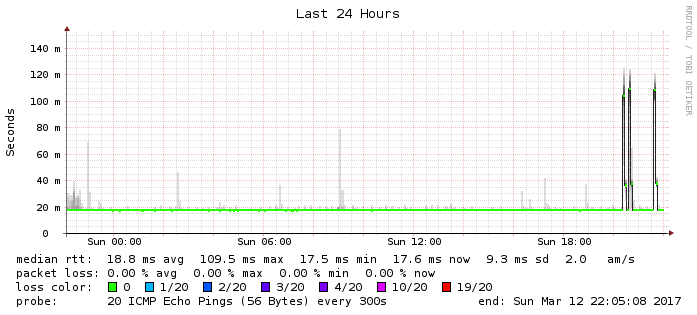 Last 24 Hours
RRDTOOL / TOBI OETIKER
Seconds
140 m
120 m
100 m
80 m
60 m
40 m
20 m
0
Sun 00:00 Sun 06:00 Sun 12:00 Sun 18:00
median rtt: 18.8 ms avg 109.5 ms max 17.5 ms min 17.6 ms now 9.3 ms sd 2.0 am/s
packet loss: 0.00 % avg 0.00 % max 0.00 % min 0.00 % now
loss color: 0 1/20 2/20 3/20 4/20 10/20 19/20
probe: 20 ICMP Echo Pings (56 Bytes) every 300s end: Sun Mar 12 22:05:08 2017